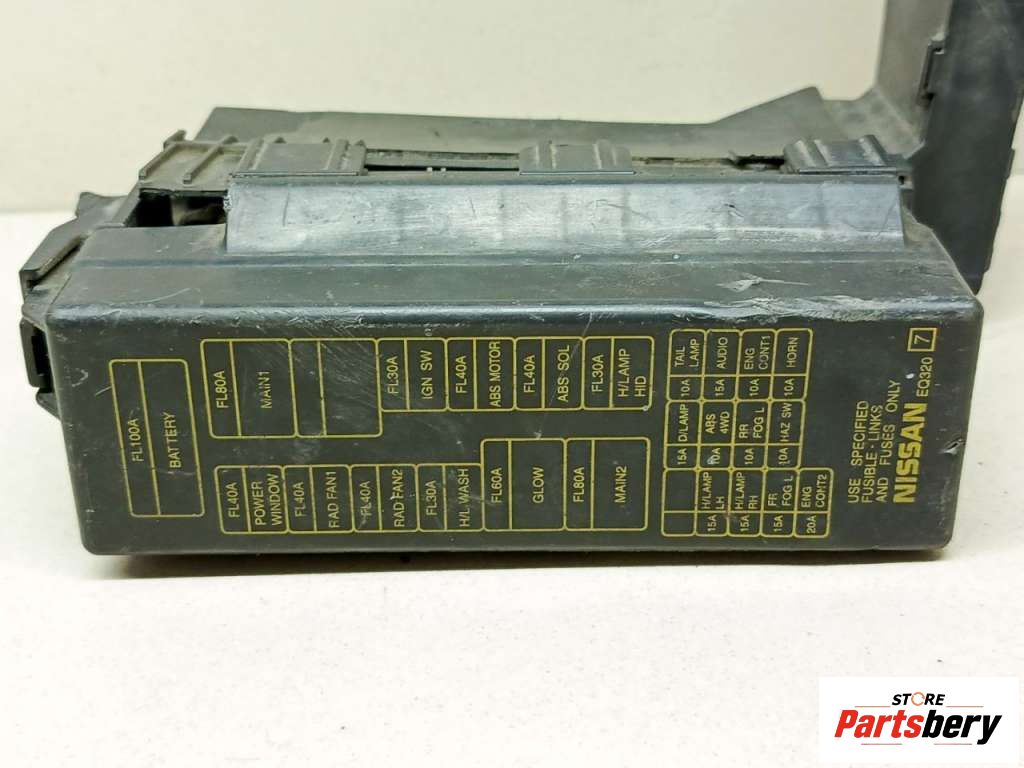 FL100A
BATTERY
FL80A
MAIN1
FL30A
IGN SW
FL40A
ABS MOTOR
FL40A
ABS SOL
FL30A
H/LAMP
HID
FL40A
POWER
WINDOW
FL40A
RAD FAN1
FL40A
RAD FAN2
FL30A
H/L WASH
FL60A
GLOW
FL80A
MAIN2
TAIL
LAMP
10A
AUDIO
15A
ENG
CONT1
10A
HORN
10A
D/LAMP
15A
ABS
4WD
10A
RR
FOG L
10A
HAZ SW
10A
H/LAMP
LH
15A
H/LAMP
RH
15A
FR
FOG L
15A
ENG
CONT2
20A
USE SPECIFIED
FUSIBLE · LINKS
AND FUSES ONLY
NISSAN EQ320 7
STORE
Partsbery